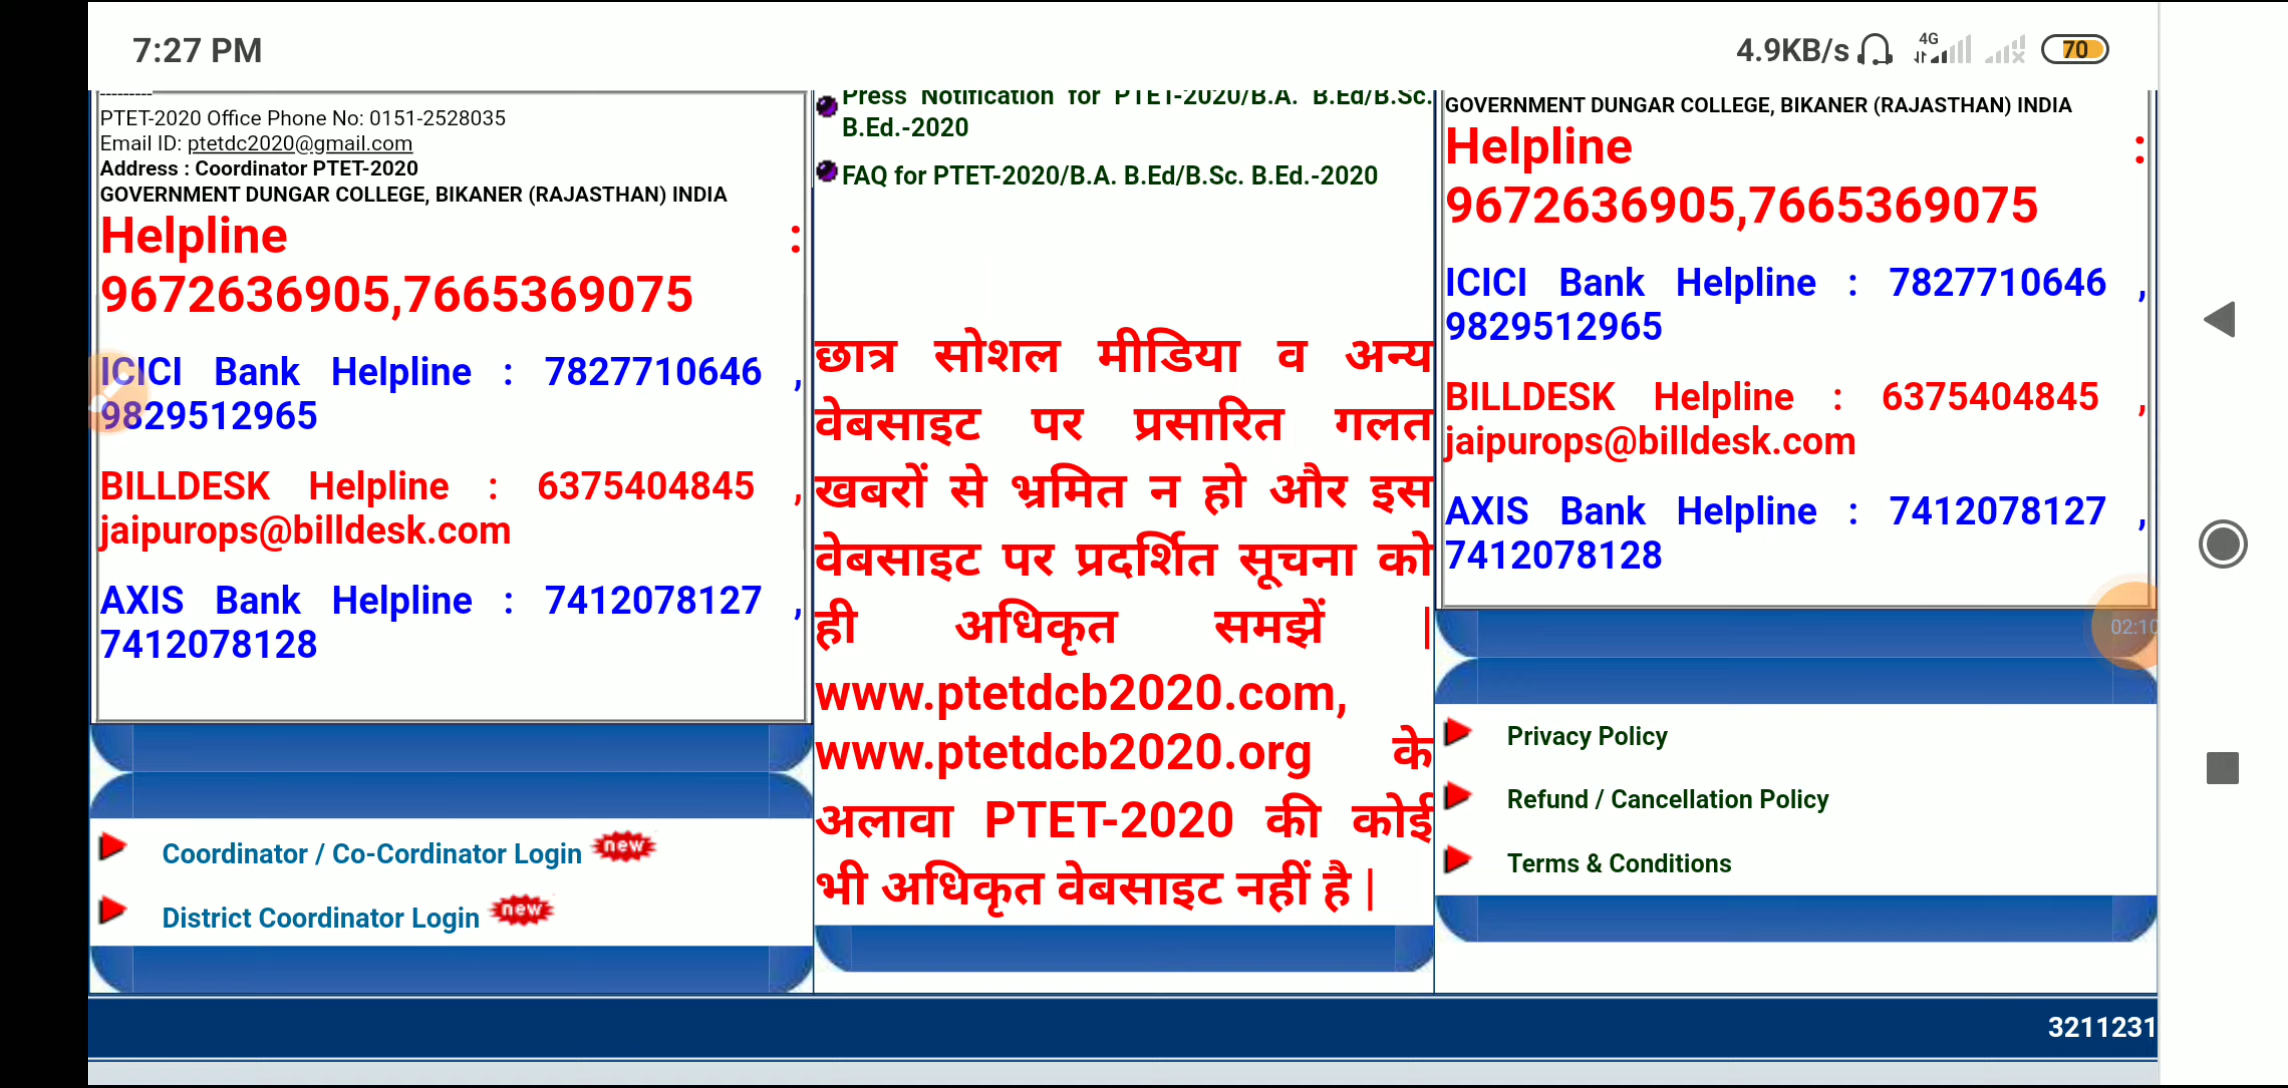 7:27 PM
4.9KB/s 4G 70
---------
PTET-2020 Office Phone No: 0151-2528035
Email ID: ptetdc2020@gmail.com
Address : Coordinator PTET-2020
GOVERNMENT DUNGAR COLLEGE, BIKANER (RAJASTHAN) INDIA
Helpline :
9672636905,7665369075
ICICI Bank Helpline : 7827710646 ,
9829512965
BILLDESK Helpline : 6375404845 ,
jaipurops@billdesk.com
AXIS Bank Helpline : 7412078127 ,
7412078128
Coordinator / Co-Cordinator Login new
District Coordinator Login new
Press Notification for PTET-2020/B.A. B.Ed/B.Sc.
B.Ed.-2020
FAQ for PTET-2020/B.A. B.Ed/B.Sc. B.Ed.-2020
छात्र सोशल मीडिया व अन्य
वेबसाइट पर प्रसारित गलत
खबरों से भ्रमित न हो और इस
वेबसाइट पर प्रदर्शित सूचना को
ही अधिकृत समझें |
www.ptetdcb2020.com,
www.ptetdcb2020.org के
अलावा PTET-2020 की कोई
भी अधिकृत वेबसाइट नहीं है |
GOVERNMENT DUNGAR COLLEGE, BIKANER (RAJASTHAN) INDIA
Helpline :
9672636905,7665369075
ICICI Bank Helpline : 7827710646 ,
9829512965
BILLDESK Helpline : 6375404845 ,
jaipurops@billdesk.com
AXIS Bank Helpline : 7412078127 ,
7412078128
02:10
Privacy Policy
Refund / Cancellation Policy
Terms & Conditions
3211231